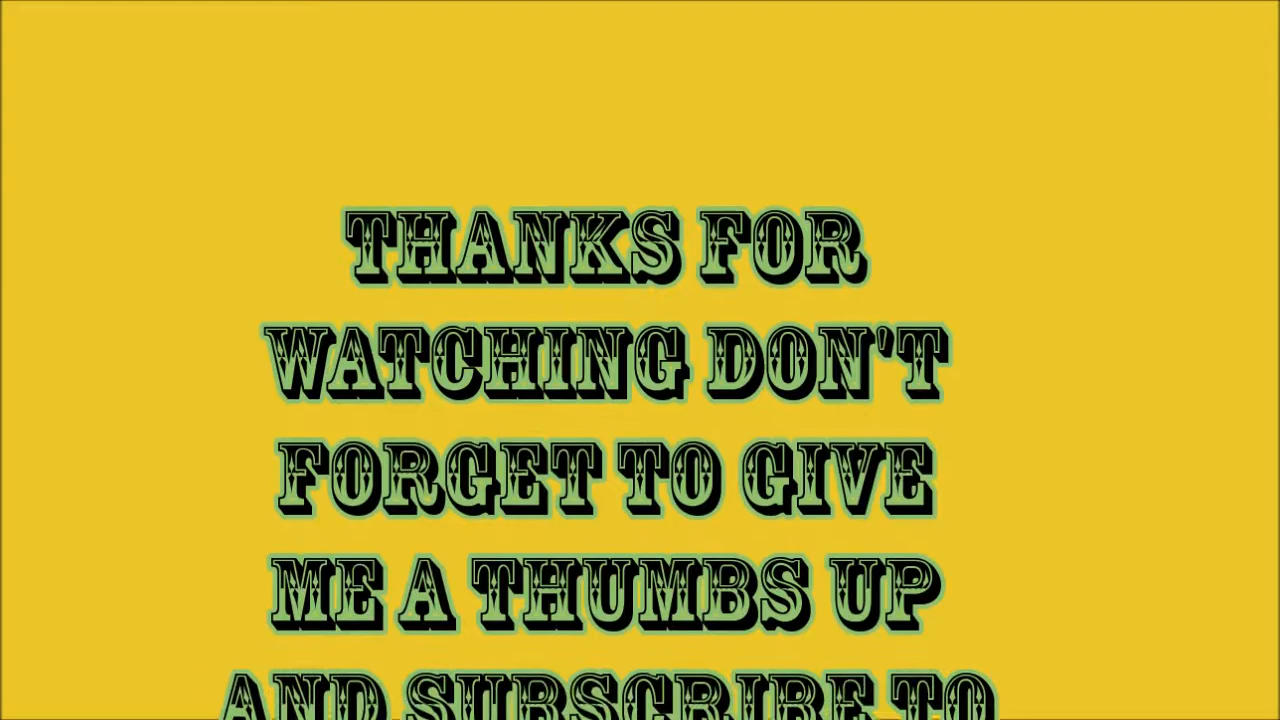 THANKS FOR
WATCHING DON'T
FORGET TO GIVE
ME A THUMBS UP
AND SUBSCRIBE TO